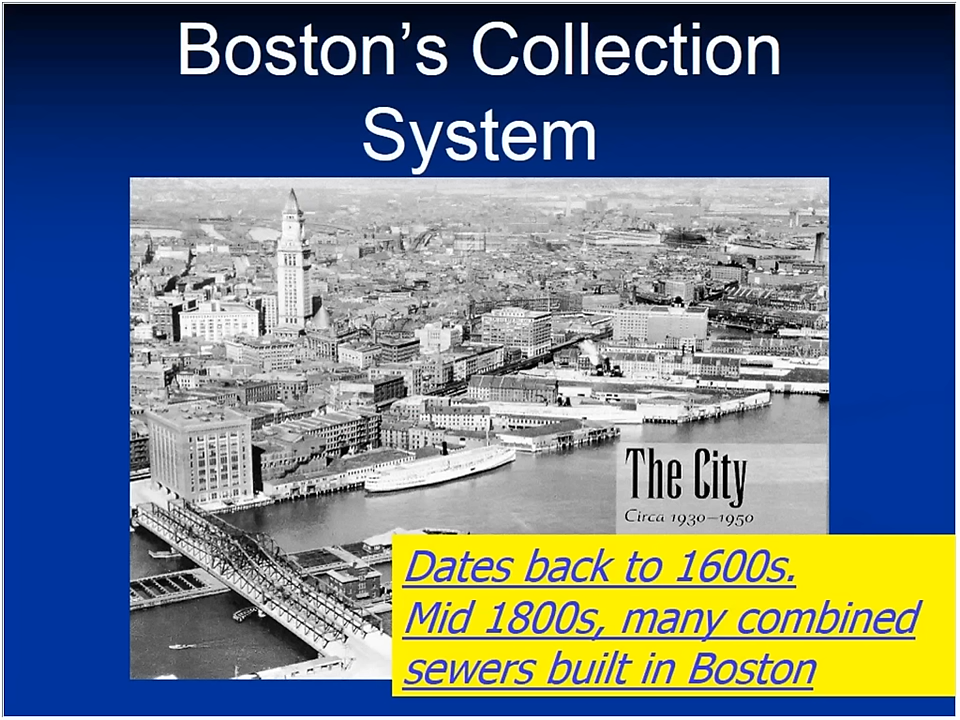 Boston’s Collection
System
The City
Circa 1930–1950
Dates back to 1600s.
Mid 1800s, many combined
sewers built in Boston